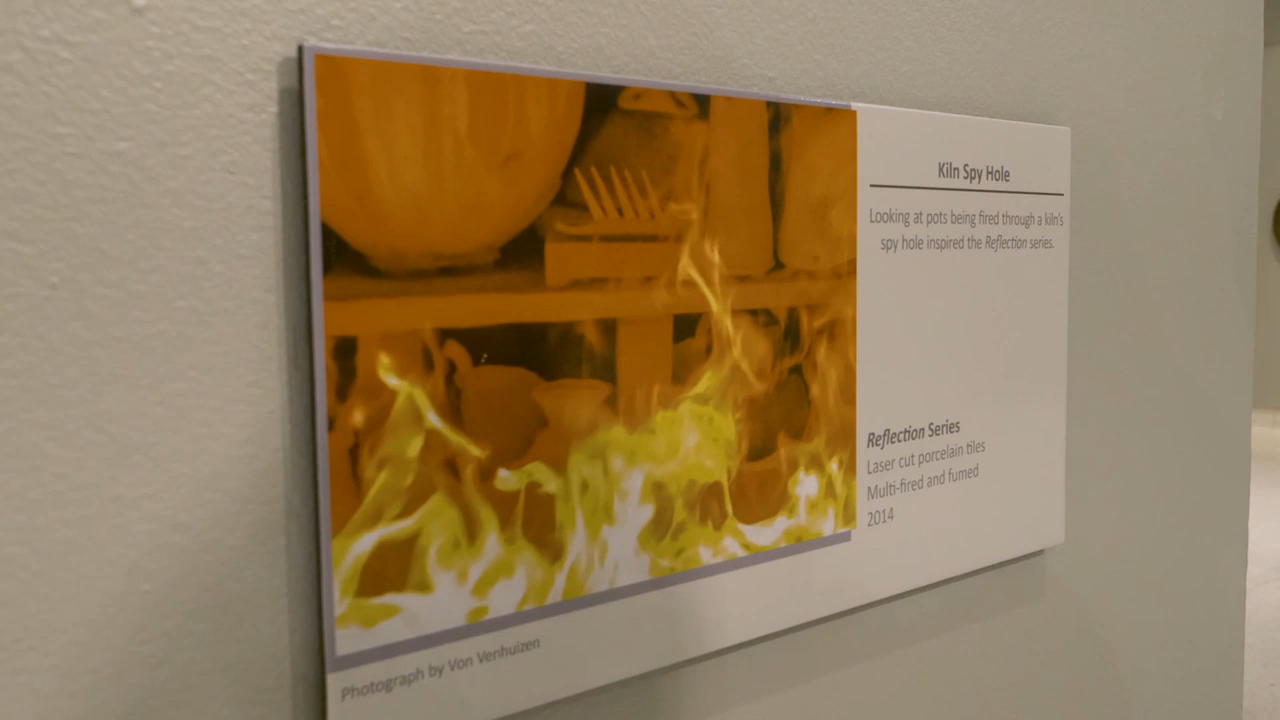 Kiln Spy Hole
Looking at pots being fired through a kiln's
spy hole inspired the Reflection series.
Reflection Series
Laser cut porcelain tiles
Multi-fired and fumed
2014
Photograph by Von Venhuizen